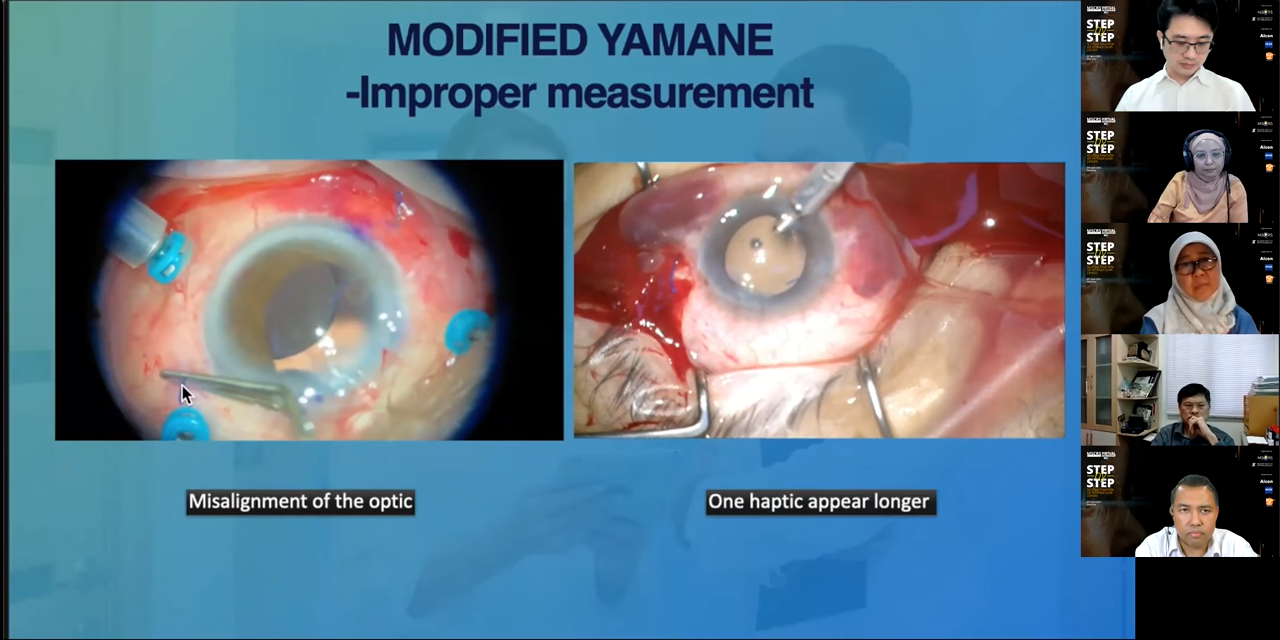 MODIFIED YAMANE
-Improper measurement
Misalignment of the optic
One haptic appear longer
STEP
STEP
Alcon
STEP
STEP
Alcon
STEP
STEP
Alcon
STEP
STEP
Alcon